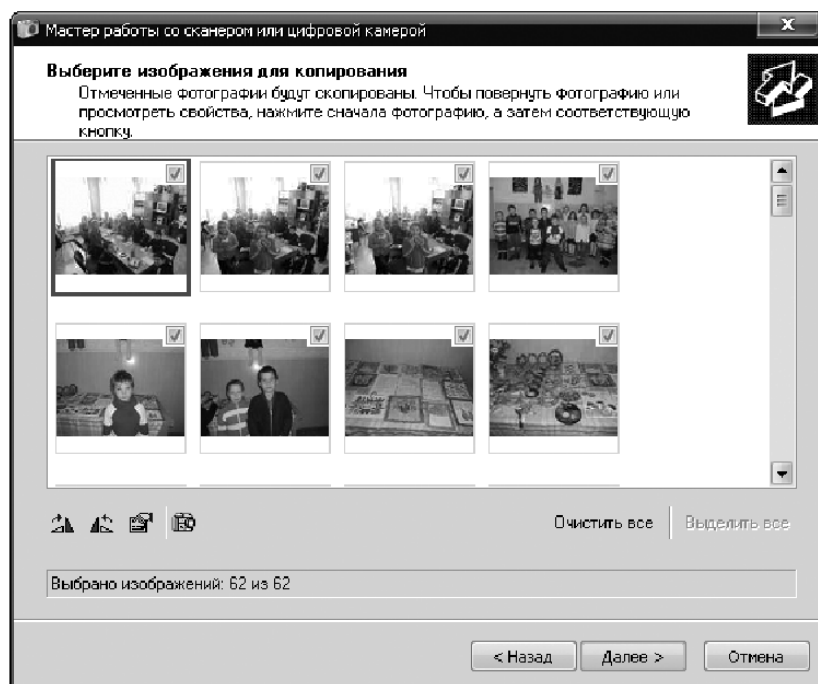 Мастер работы со сканером или цифровой камерой
Выберите изображения для копирования
Отмеченные фотографии будут скопированы. Чтобы повернуть фотографию или
просмотреть свойства, нажмите сначала фотографию, а затем соответствующую
кнопку.
Очистить все
Выделить все
Выбрано изображений: 62 из 62
< Назад
Далее >
Отмена